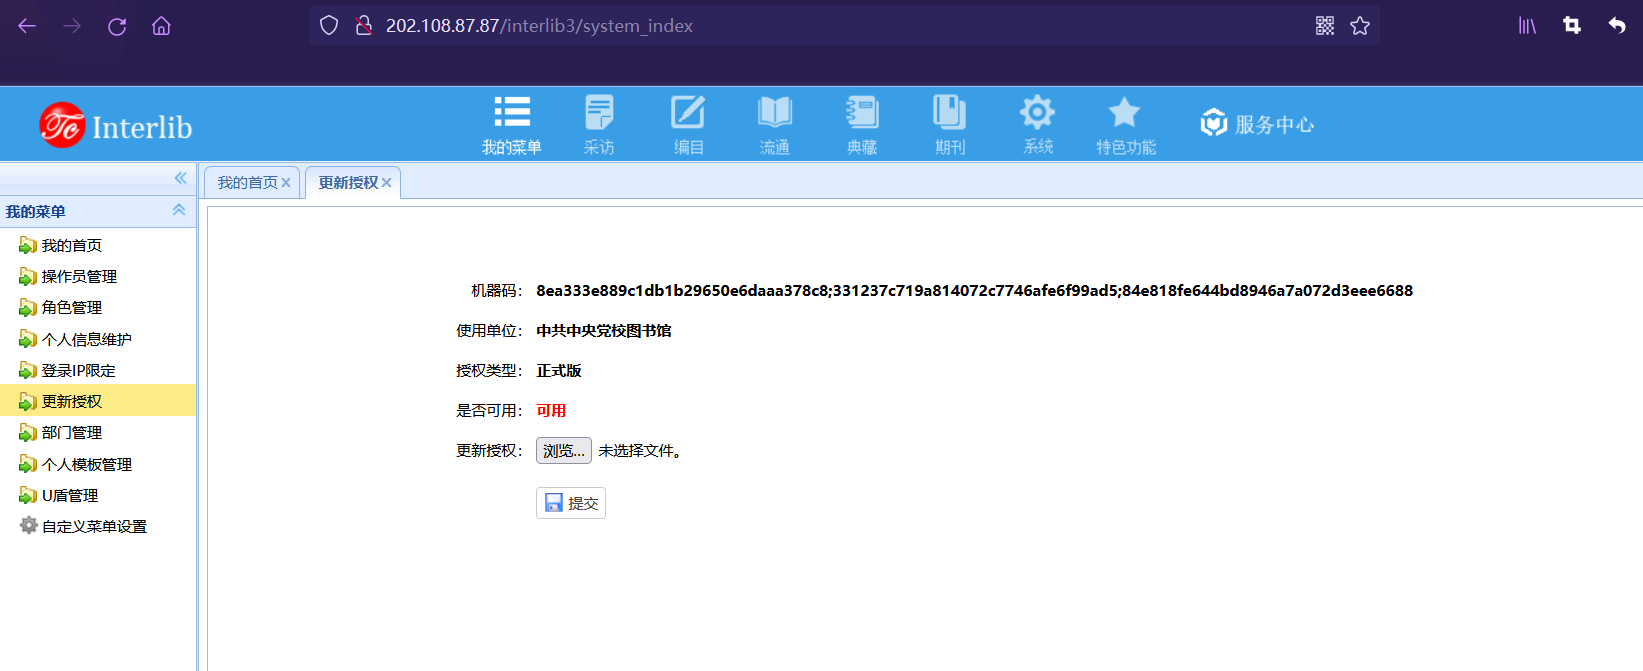 202.108.87.87/interlib3/system_index
Interlib
我的菜单
采访
编目
流通
典藏
期刊
系统
特色功能
服务中心
我的首页
更新授权
我的菜单
我的首页
操作员管理
角色管理
个人信息维护
登录IP限定
更新授权
部门管理
个人模板管理
U盾管理
自定义菜单设置
机器码： 8ea333e889c1db1b29650e6daaa378c8;331237c719a814072c7746afe6f99ad5;84e818fe644bd8946a7a072d3eee6688
使用单位： 中共中央党校图书馆
授权类型： 正式版
是否可用： 可用
更新授权： 浏览... 未选择文件。
提交